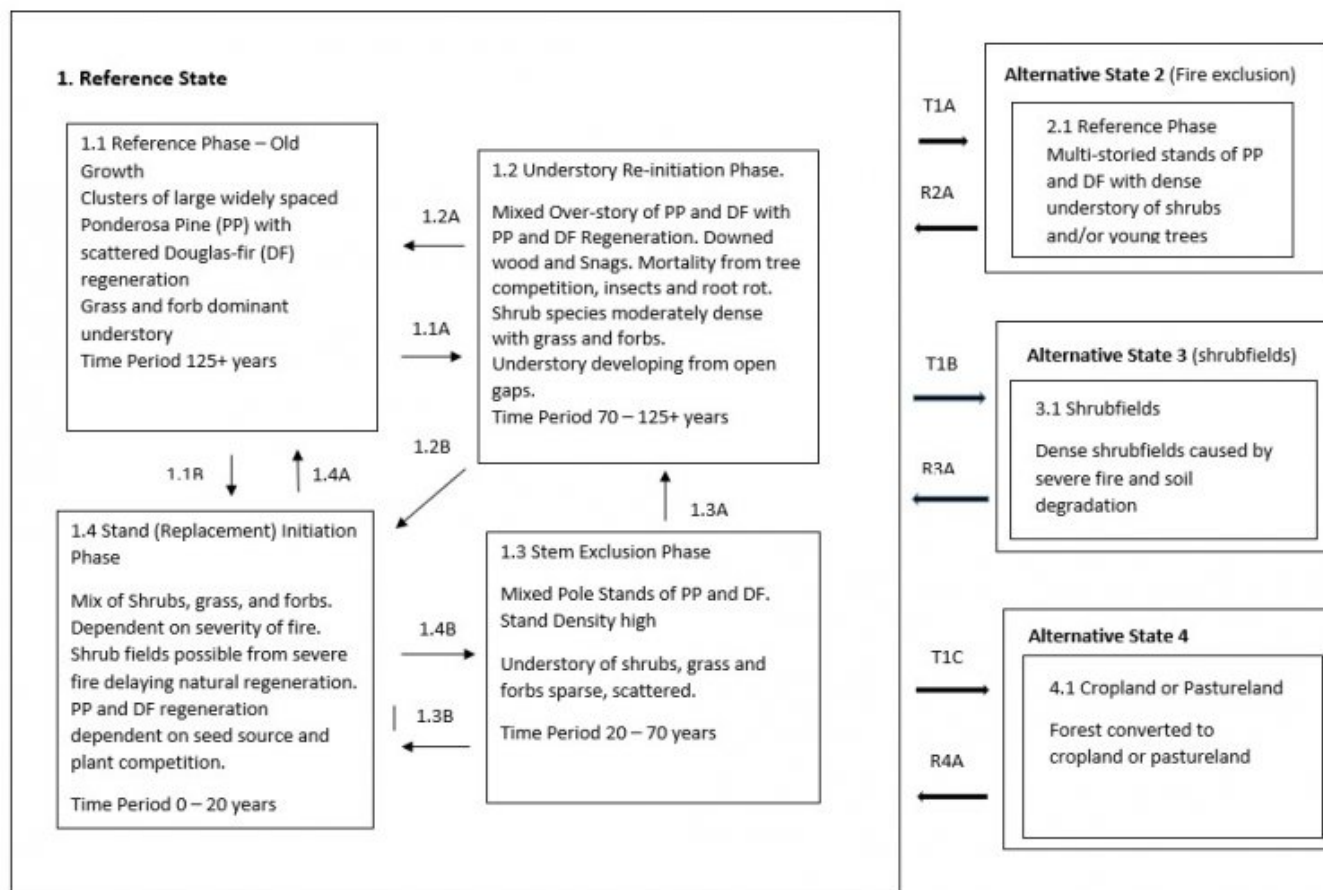 1. Reference State
1.1 Reference Phase – Old
Growth
Clusters of large widely spaced
Ponderosa Pine (PP) with
scattered Douglas-fir (DF)
regeneration
Grass and forb dominant
understory
Time Period 125+ years
1.2A
1.1A
1.2 Understory Re-initiation Phase.
Mixed Over-story of PP and DF with
PP and DF Regeneration. Downed
wood and Snags. Mortality from tree
competition, insects and root rot.
Shrub species moderately dense
with grass and forbs.
Understory developing from open
gaps.
Time Period 70 – 125+ years
1.1B
1.4A
1.2B
1.3A
1.4 Stand (Replacement) Initiation
Phase
Mix of Shrubs, grass, and forbs.
Dependent on severity of fire.
Shrub fields possible from severe
fire delaying natural regeneration.
PP and DF regeneration
dependent on seed source and
plant competition.
Time Period 0 – 20 years
1.4B
1.3B
1.3 Stem Exclusion Phase
Mixed Pole Stands of PP and DF.
Stand Density high
Understory of shrubs, grass and
forbs sparse, scattered.
Time Period 20 – 70 years
T1A
R2A
Alternative State 2 (Fire exclusion)
2.1 Reference Phase
Multi-storied stands of PP
and DF with dense
understory of shrubs
and/or young trees
T1B
R3A
Alternative State 3 (shrubfields)
3.1 Shrubfields
Dense shrubfields caused by
severe fire and soil
degradation
T1C
R4A
Alternative State 4
4.1 Cropland or Pastureland
Forest converted to
cropland or pastureland